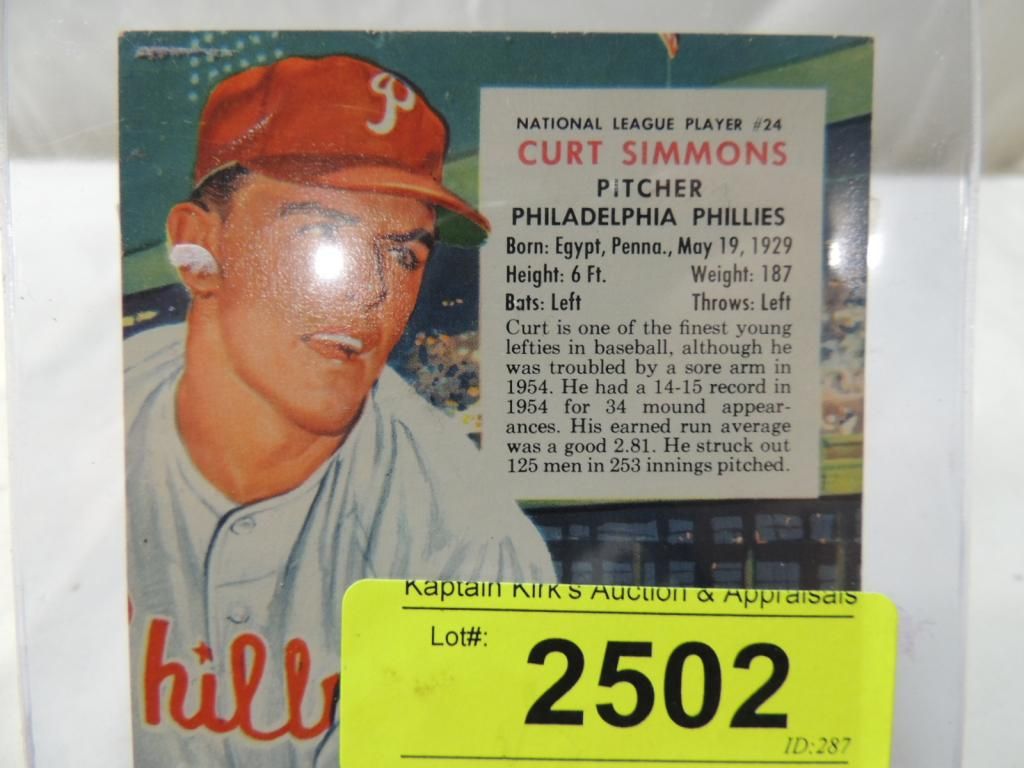 P
NATIONAL LEAGUE PLAYER #24
CURT SIMMONS
PITCHER
PHILADELPHIA PHILLIES
Born: Egypt, Penna., May 19, 1929
Height: 6 Ft. Weight: 187
Bats: Left Throws: Left
Curt is one of the finest young
lefties in baseball, although he
was troubled by a sore arm in
1954. He had a 14-15 record in
1954 for 34 mound appear-
ances. His earned run average
was a good 2.81. He struck out
125 men in 253 innings pitched.
hill
Kaptain Kirk's Auction & Appraisals
Lot#: 2502
ID:287